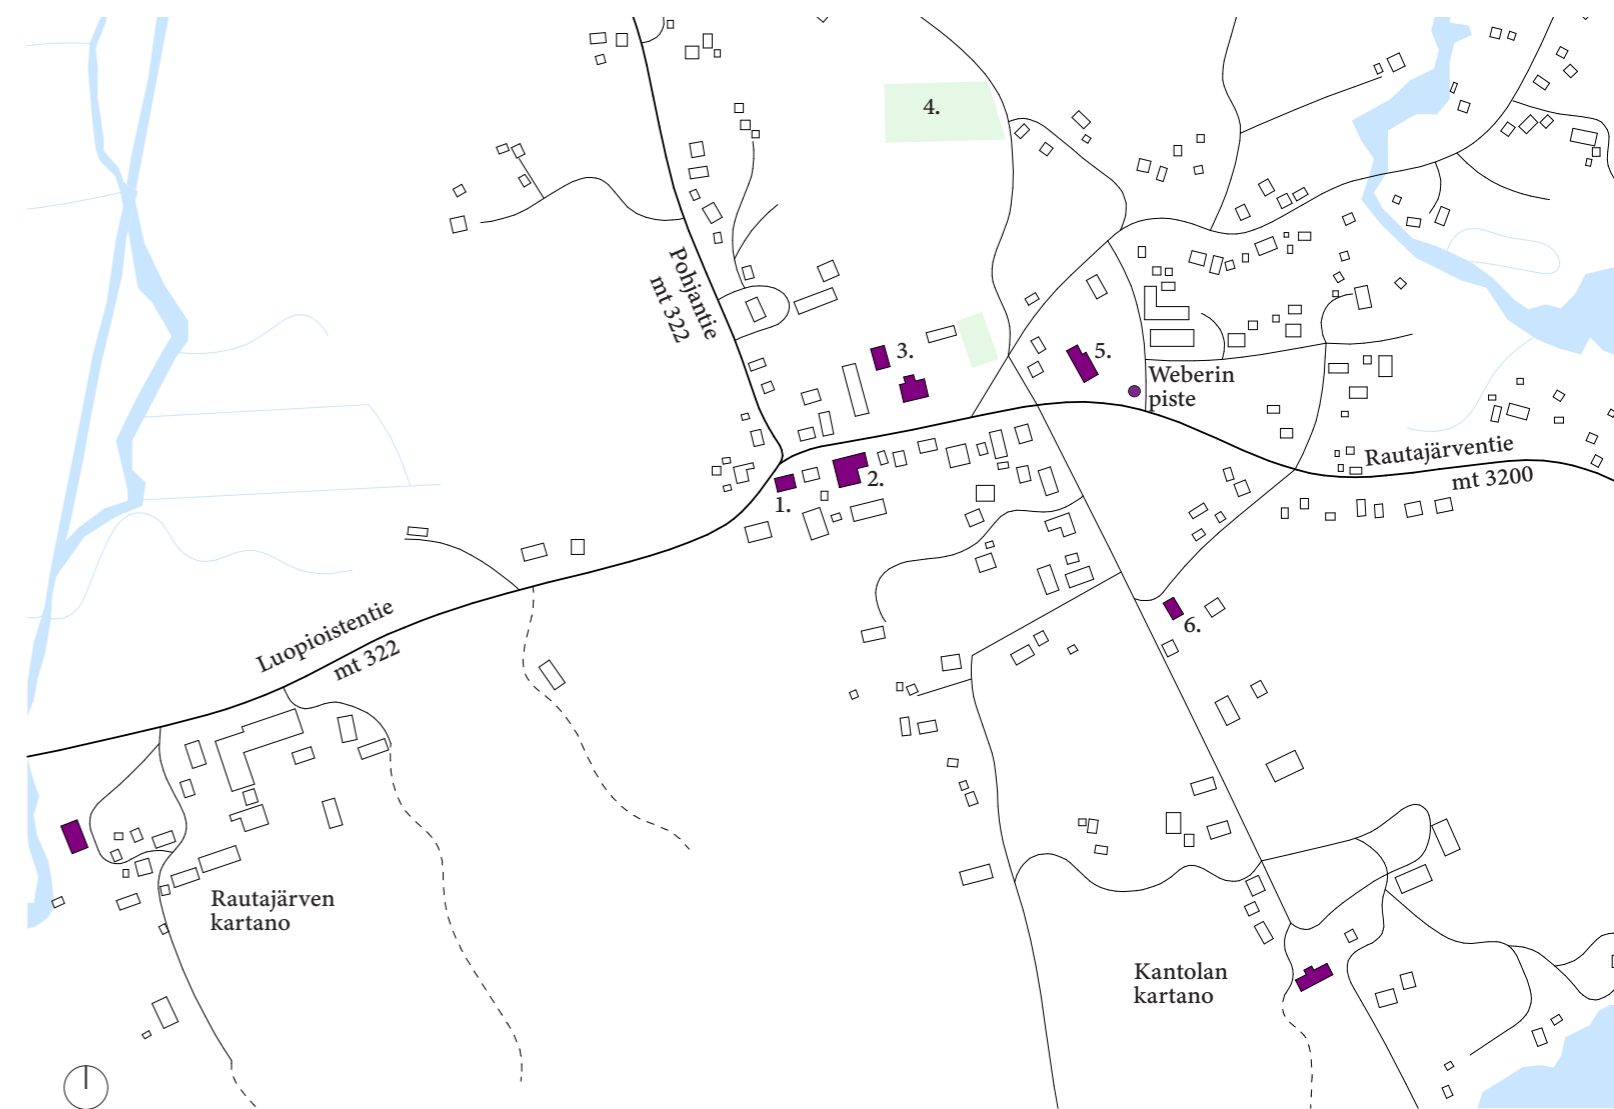 4.
Pohjantie
mt 322
3.
5.
Weberin
piste
Rautajärventie
mt 3200
2.
1.
Luopioistentie
mt 322
6.
Rautajärven
kartano
Kantolan
kartano